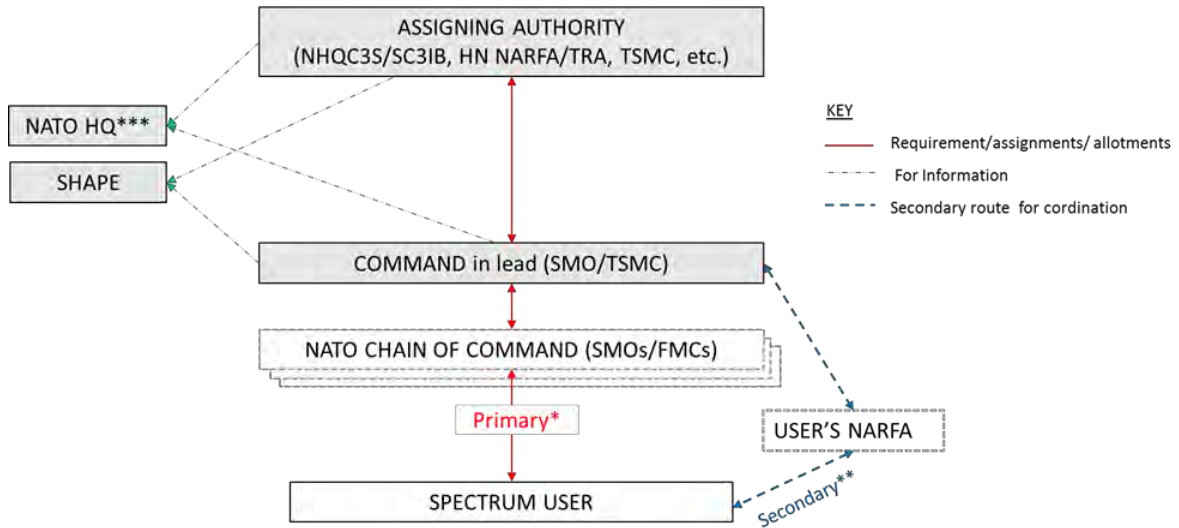 ASSIGNING AUTHORITY
(NHQC3S/SC3IB, HN NARFA/TRA, TSMC, etc.)
NATO HQ***
SHAPE
KEY
Requirement/assignments/ allotments
For Information
Secondary route for cordination
COMMAND in lead (SMO/TSMC)
NATO CHAIN OF COMMAND (SMOs/FMCs)
Primary*
USER'S NARFA
SPECTRUM USER
Secondary**